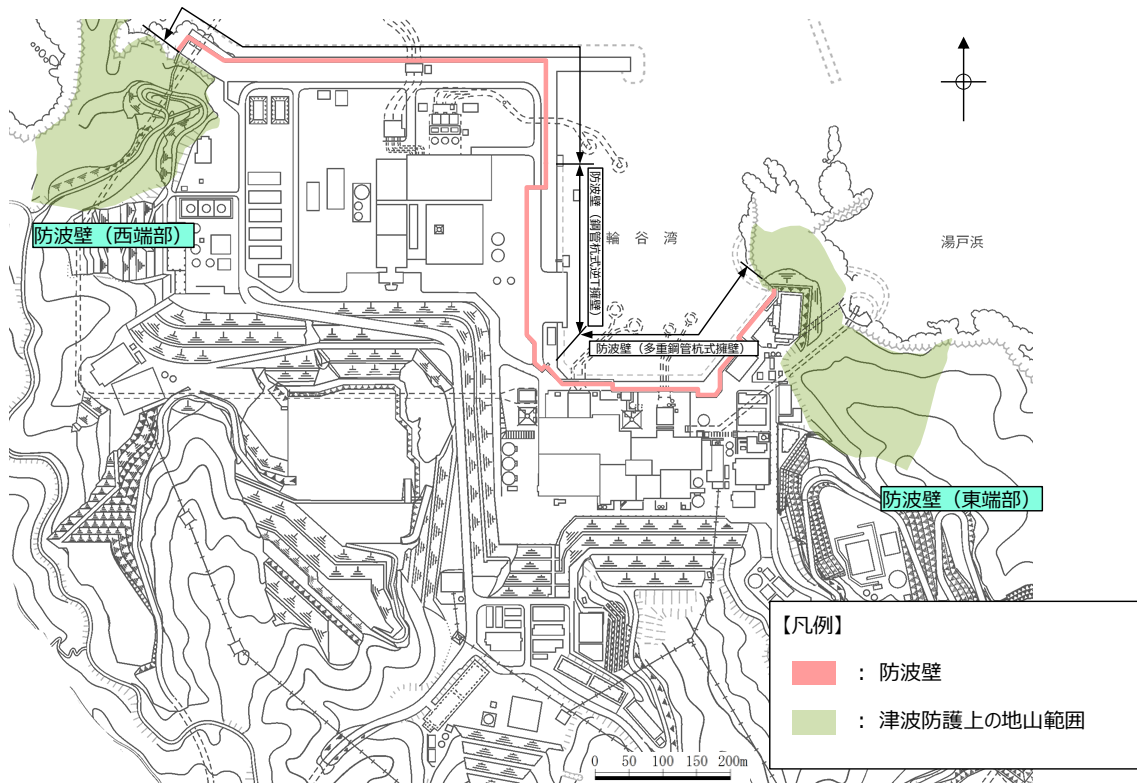 防波壁（西端部）
防波壁（鋼管杭式逆T擁壁）
輪谷湾
湯戸浜
防波壁（多重鋼管杭式擁壁）
防波壁（東端部）
【凡例】
：防波壁
：津波防護上の地山範囲
0 50 100 150 200m